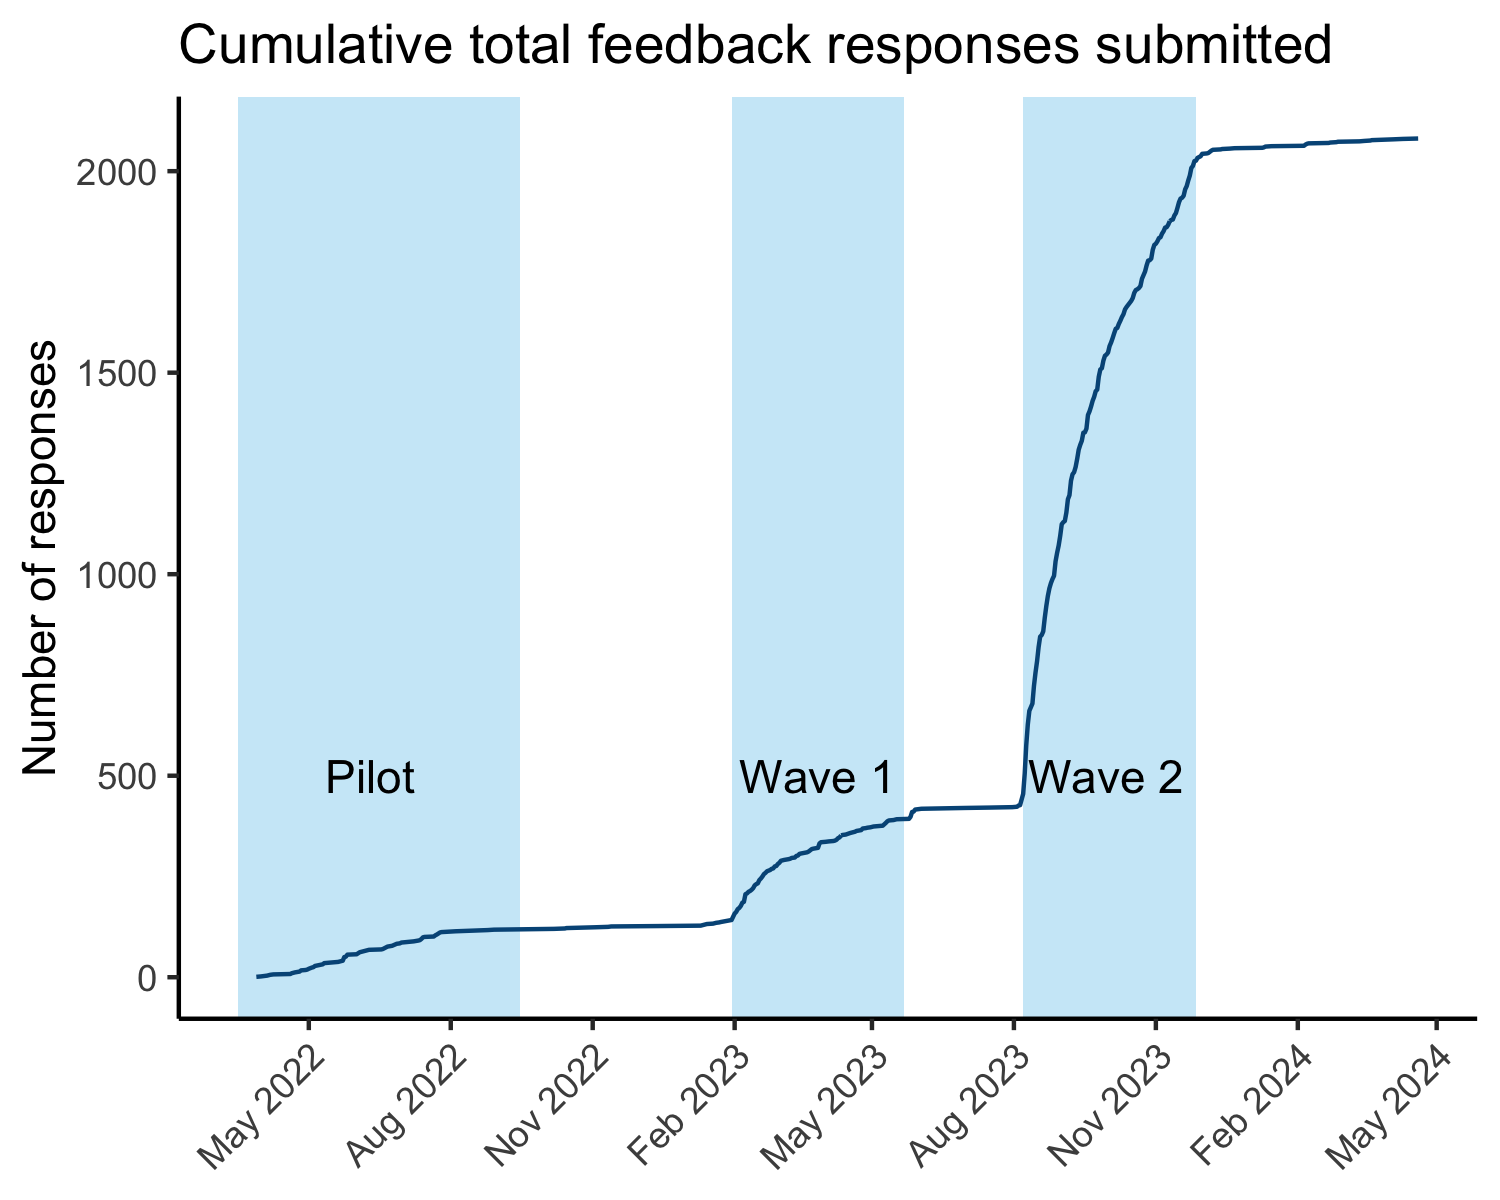 Cumulative total feedback responses submitted
Number of responses
2000
1500
1000
500
0
Pilot
Wave 1
Wave 2
May 2022
Aug 2022
Nov 2022
Feb 2023
May 2023
Aug 2023
Nov 2023
Feb 2024
May 2024